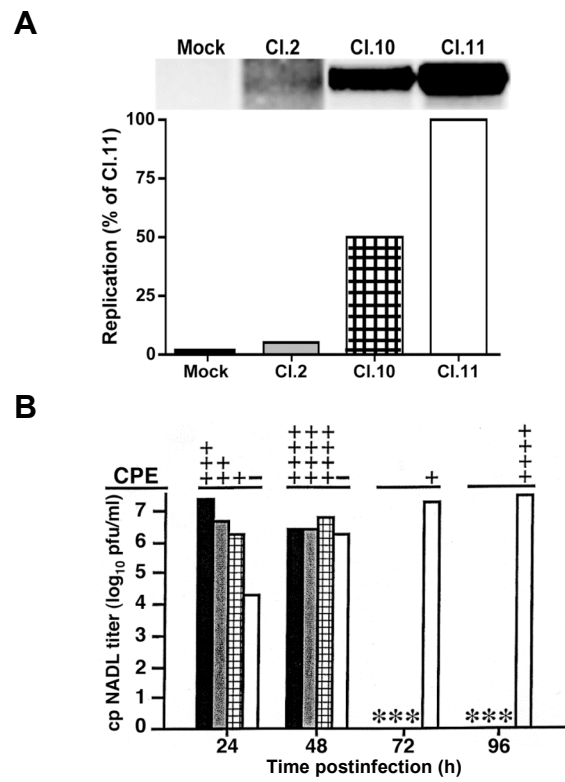 A
Mock Cl.2 Cl.10 Cl.11
Replication (% of Cl.11)
100
75
50
25
0
Mock Cl.2 Cl.10 Cl.11
B
+++ +
+ +++ +
++ +++ +
CPE +++− +++− + +
cp NADL titer (log10 pfu/ml)
7
6
5
4
3
2
1
0
*** ***
24 48 72 96
Time postinfection (h)